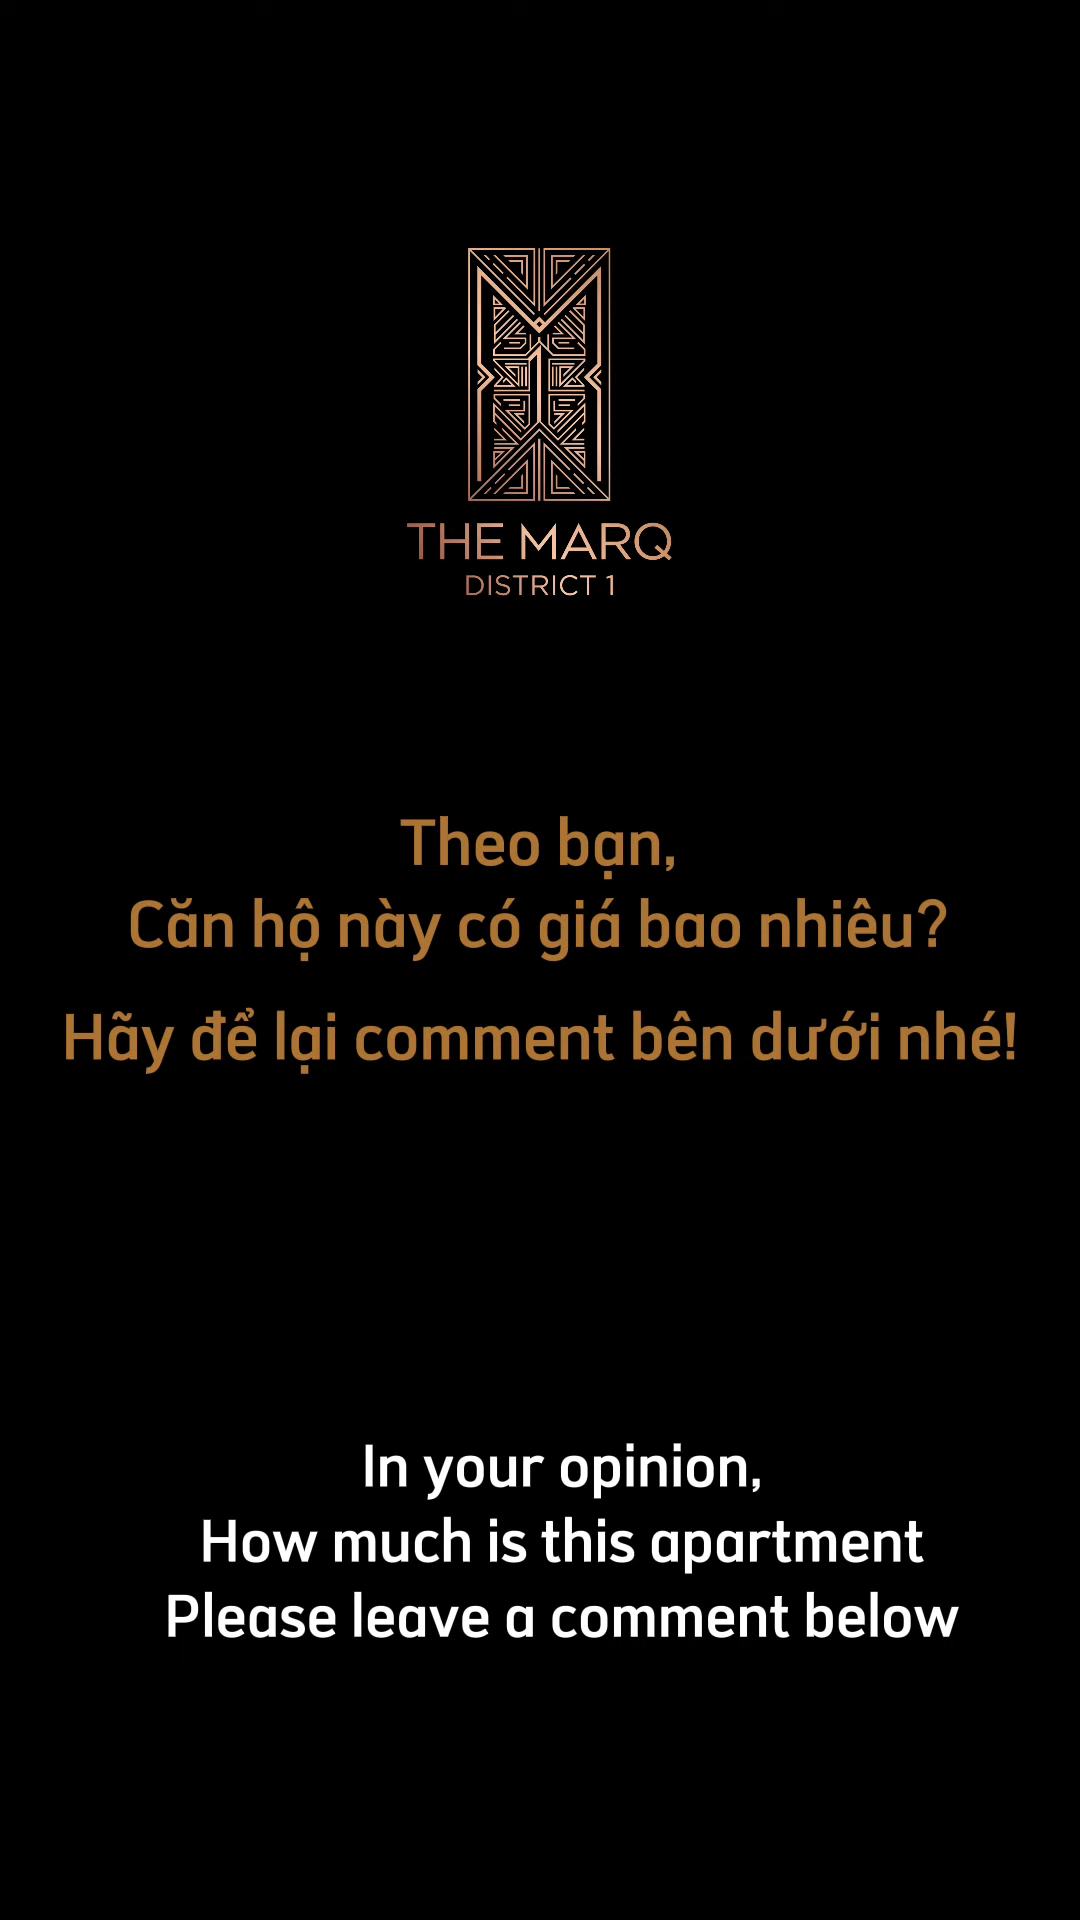 THE MARQ
DISTRICT 1
Theo bạn,
Căn hộ này có giá bao nhiêu?
Hãy để lại comment bên dưới nhé!
In your opinion,
How much is this apartment
Please leave a comment below